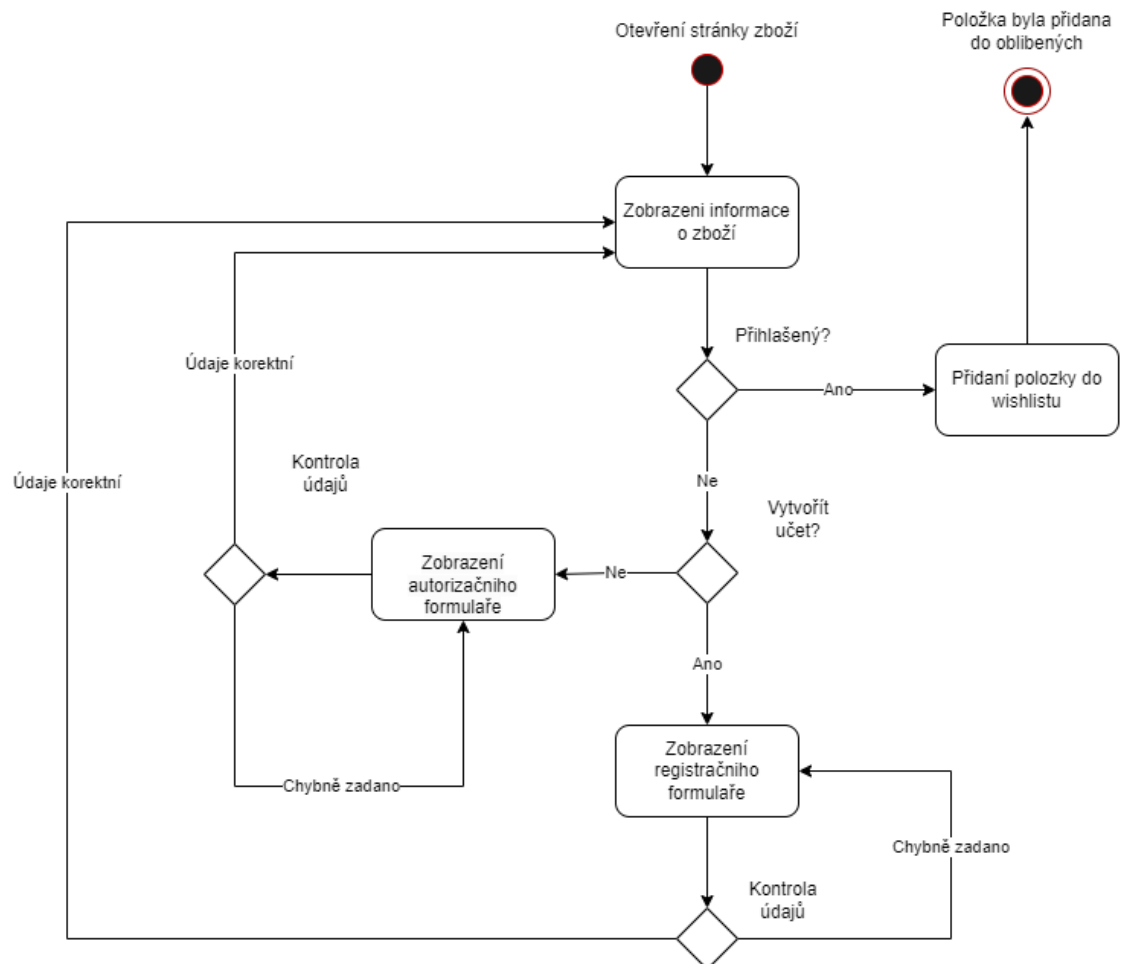 Otevření stránky zboží
Položka byla přidana
do oblibených
Zobrazeni informace
o zboží
Přihlašený?
Ano
Přidaní polozky do
wishlistu
Údaje korektní
Údaje korektní
Kontrola
údajů
Ne
Vytvořít
učet?
Zobrazení
autorizačniho
formulaře
Ne
Ano
Zobrazení
registračniho
formulaře
Chybně zadano
Chybně zadano
Kontrola
údajů